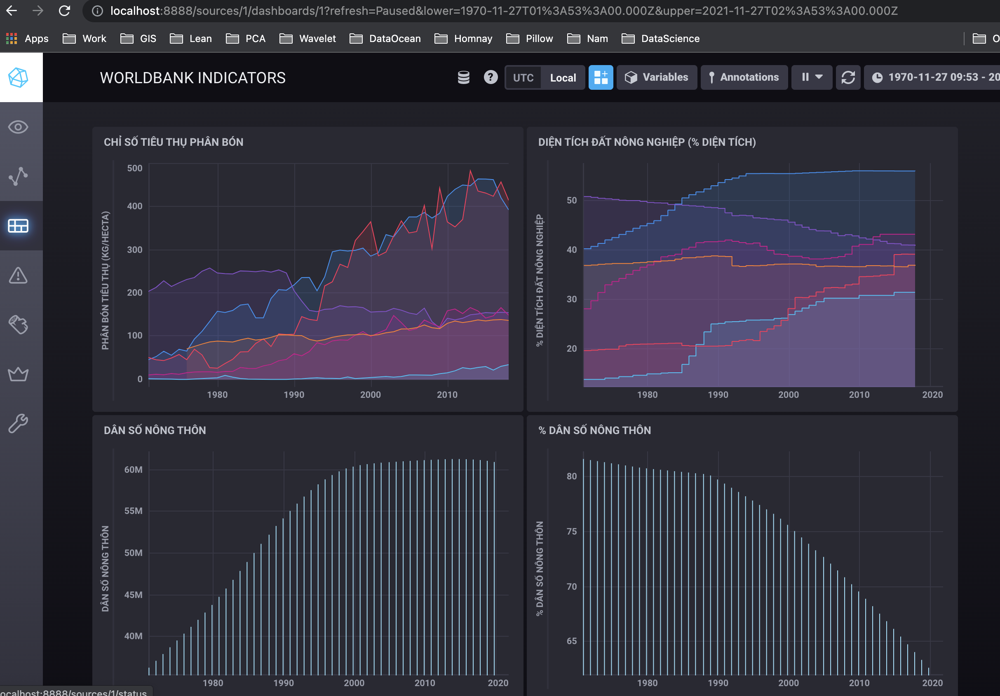 localhost:8888/sources/1/dashboards/1?refresh=Paused&lower=1970-11-27T01%3A53%3A00.000Z&upper=2021-11-27T02%3A53%3A00.000Z
Apps Work GIS Lean PCA Wavelet DataOcean Homnay Pillow Nam DataScience O
WORLDBANK INDICATORS
UTC Local Variables Annotations 1970-11-27 09:53 - 20
CHỈ SỐ TIÊU THỤ PHÂN BÓN
PHÂN BÓN TIÊU THỤ (KG/HECTA)
500
400
300
200
100
0
1980 1990 2000 2010
DIỆN TÍCH ĐẤT NÔNG NGHIỆP (% DIỆN TÍCH)
% DIỆN TÍCH ĐẤT NÔNG NGHIỆP
50
40
30
20
1980 1990 2000 2010 2020
DÂN SỐ NÔNG THÔN
DÂN SỐ NÔNG THÔN
60M
55M
50M
45M
40M
1980 1990 2000 2010 2020
% DÂN SỐ NÔNG THÔN
% DÂN SỐ NÔNG THÔN
80
75
70
65
1980 1990 2000 2010 2020
ocalhost:8888/sources/1/status